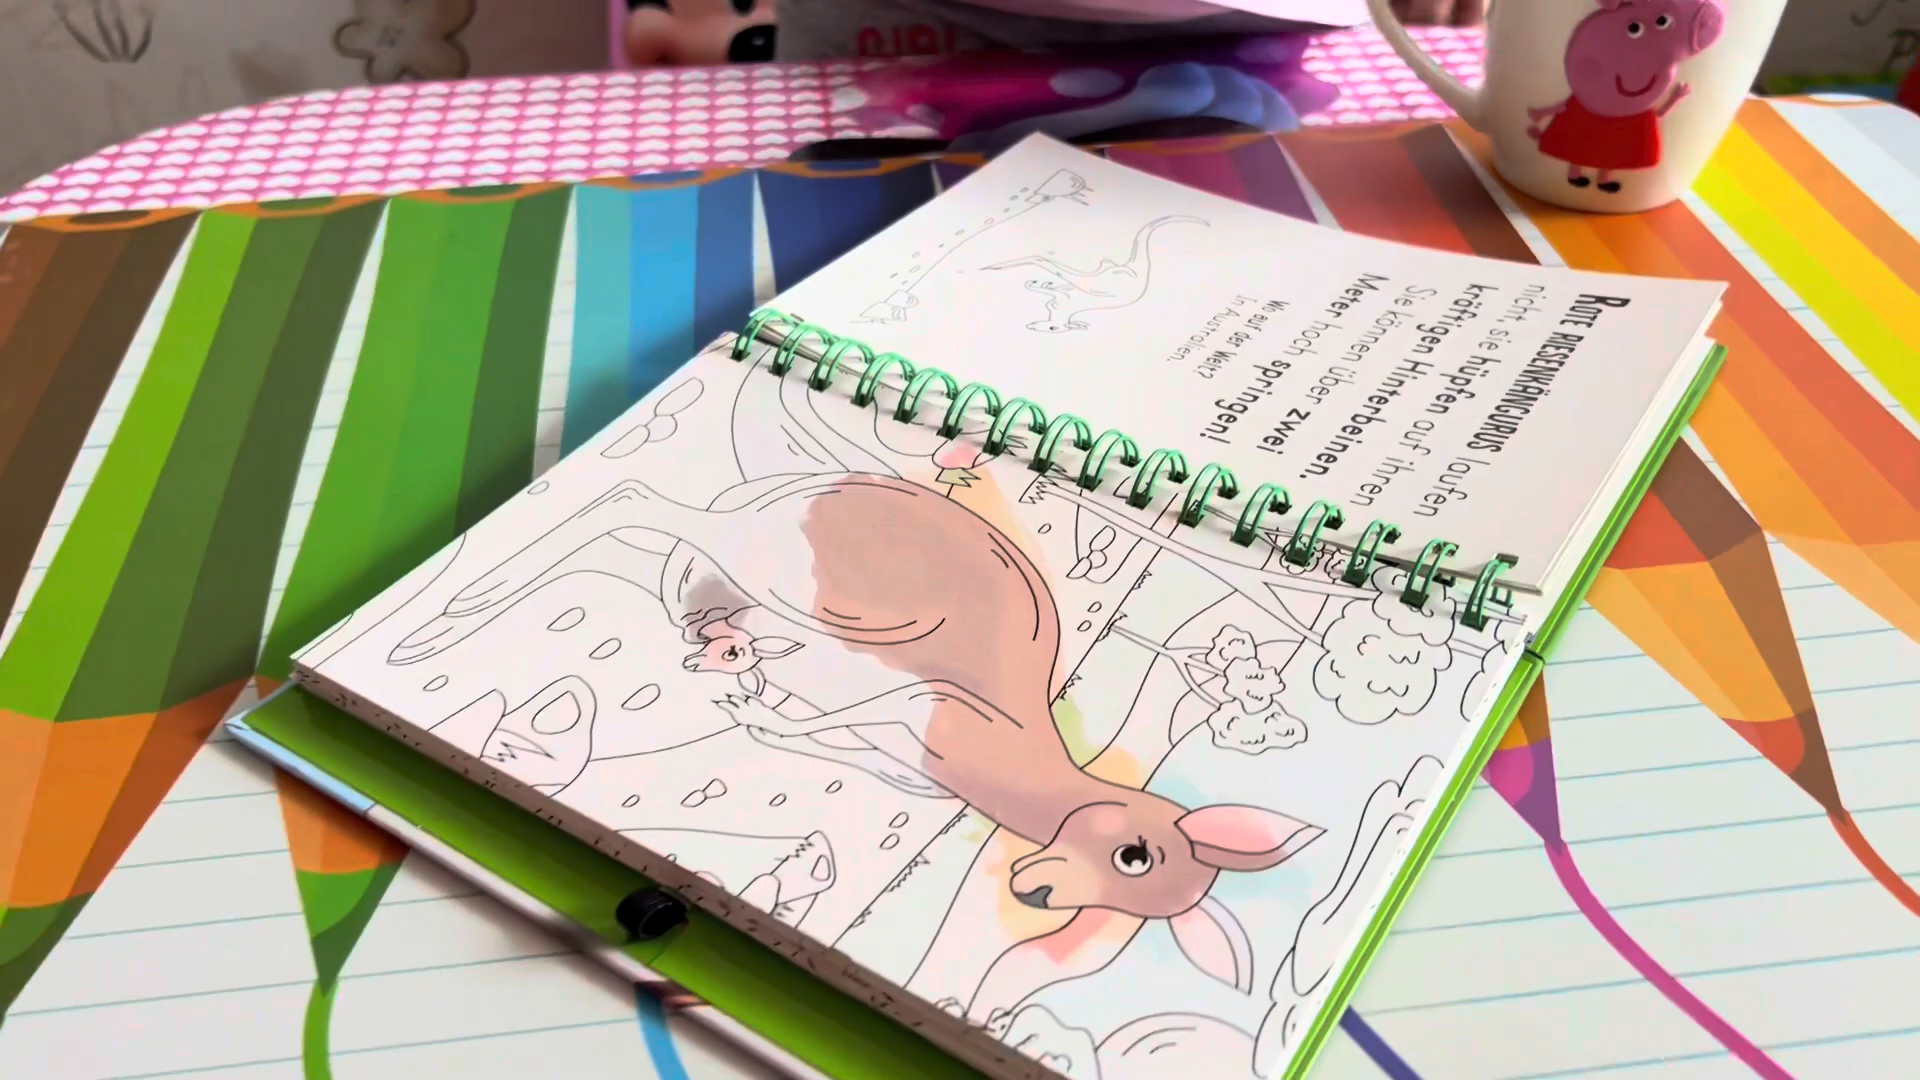 ROTE RIESENKÄNGURUS laufen
nicht, sie hüpfen auf ihren
kräftigen Hinterbeinen.
Sie können über zwei
Meter hoch springen!
Wo auf der Welt?
In Australien.